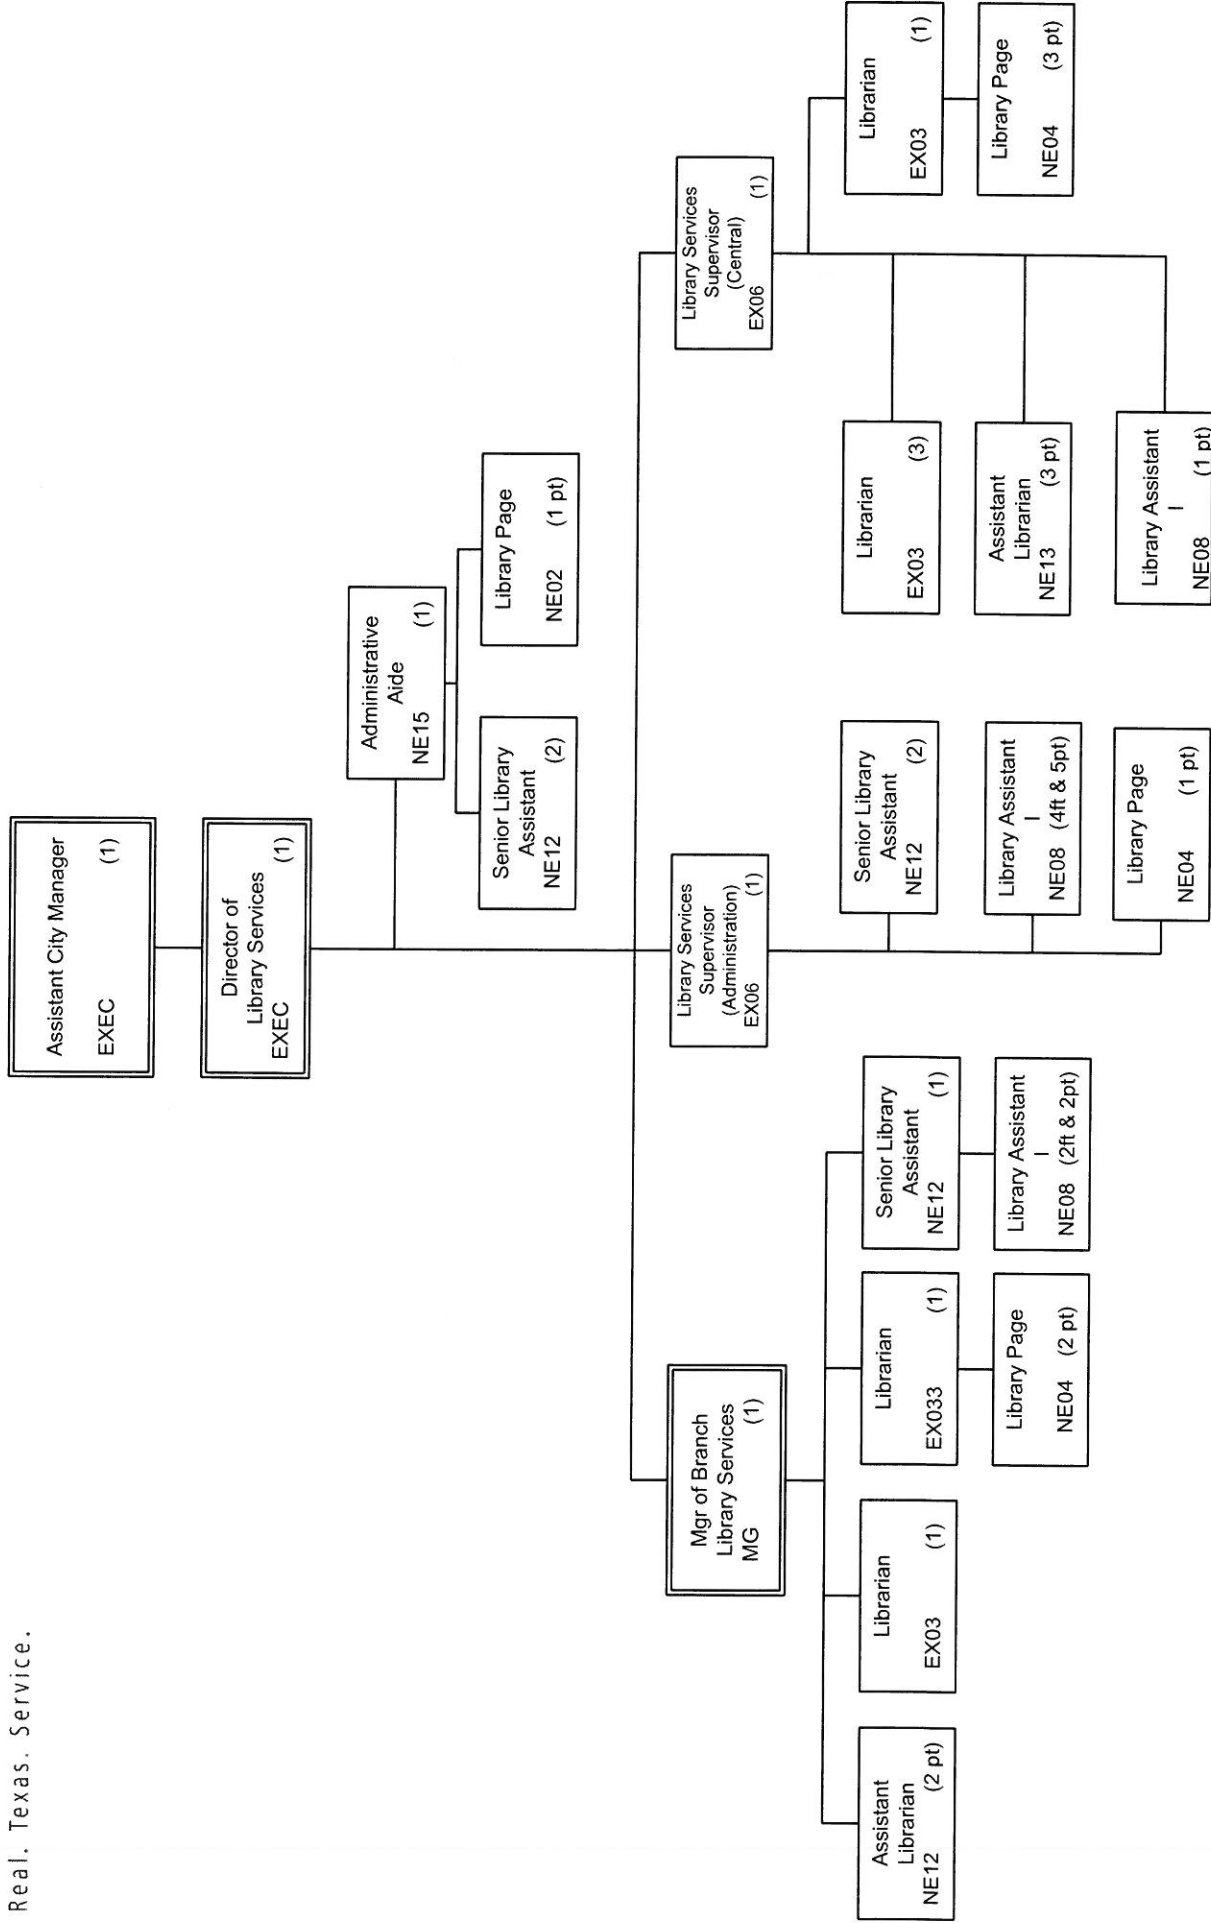 Real. Texas. Service.
Assistant City Manager
EXEC (1)
Director of
Library Services
EXEC (1)
Administrative
Aide
NE15 (1)
Senior Library
Assistant
NE12 (2)
Library Page
NE02 (1 pt)
Mgr of Branch
Library Services
MG (1)
Library Services
Supervisor
(Administration)
EX06 (1)
Library Services
Supervisor
(Central)
EX06 (1)
Assistant
Librarian
NE12 (2 pt)
Librarian
EX03 (1)
Librarian
EX033 (1)
Library Page
NE04 (2 pt)
Senior Library
Assistant
NE12 (1)
Library Assistant
I
NE08 (2ft & 2pt)
Senior Library
Assistant
NE12 (2)
Library Assistant
I
NE08 (4ft & 5pt)
Library Page
NE04 (1 pt)
Librarian
EX03 (3)
Assistant
Librarian
NE13 (3 pt)
Library Assistant
I
NE08 (1 pt)
Librarian
EX03 (1)
Library Page
NE04 (3 pt)